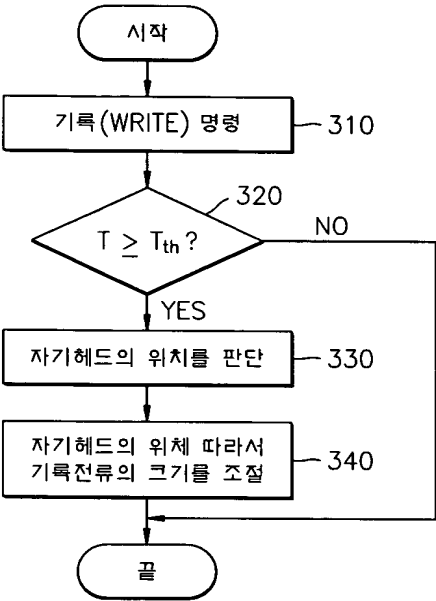 시작
기록(WRITE) 명령
310
320
T ≥ Tth ?
NO
YES
자기헤드의 위치를 판단
330
자기헤드의 위체 따라서
기록전류의 크기를 조절
340
끝